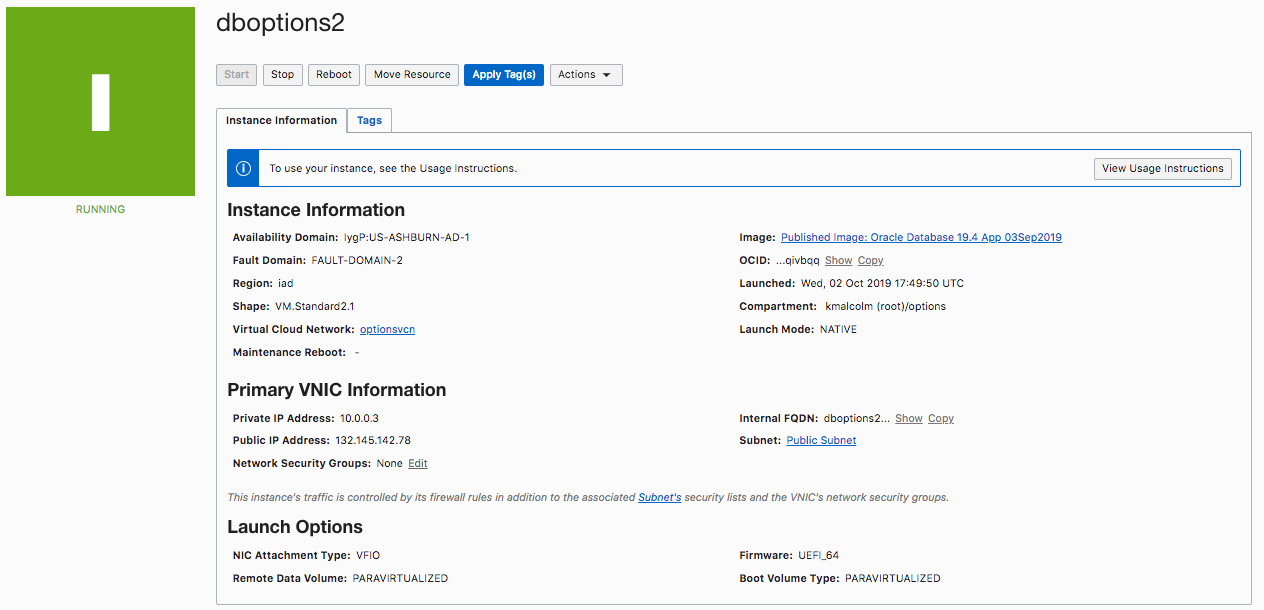 dboptions2
Start Stop Reboot Move Resource Apply Tag(s) Actions
I
RUNNING
Instance Information Tags
To use your instance, see the Usage Instructions. View Usage Instructions
Instance Information
Availability Domain: IygP:US-ASHBURN-AD-1 Image: Published Image: Oracle Database 19.4 App 03Sep2019
Fault Domain: FAULT-DOMAIN-2 OCID: ...qivbqq Show Copy
Region: iad Launched: Wed, 02 Oct 2019 17:49:50 UTC
Shape: VM.Standard2.1 Compartment: kmalcolm (root)/options
Virtual Cloud Network: optionsvcn Launch Mode: NATIVE
Maintenance Reboot: -
Primary VNIC Information
Private IP Address: 10.0.0.3 Internal FQDN: dboptions2... Show Copy
Public IP Address: 132.145.142.78 Subnet: Public Subnet
Network Security Groups: None Edit
This instance's traffic is controlled by its firewall rules in addition to the associated Subnet's security lists and the VNIC's network security groups.
Launch Options
NIC Attachment Type: VFIO Firmware: UEFI_64
Remote Data Volume: PARAVIRTUALIZED Boot Volume Type: PARAVIRTUALIZED